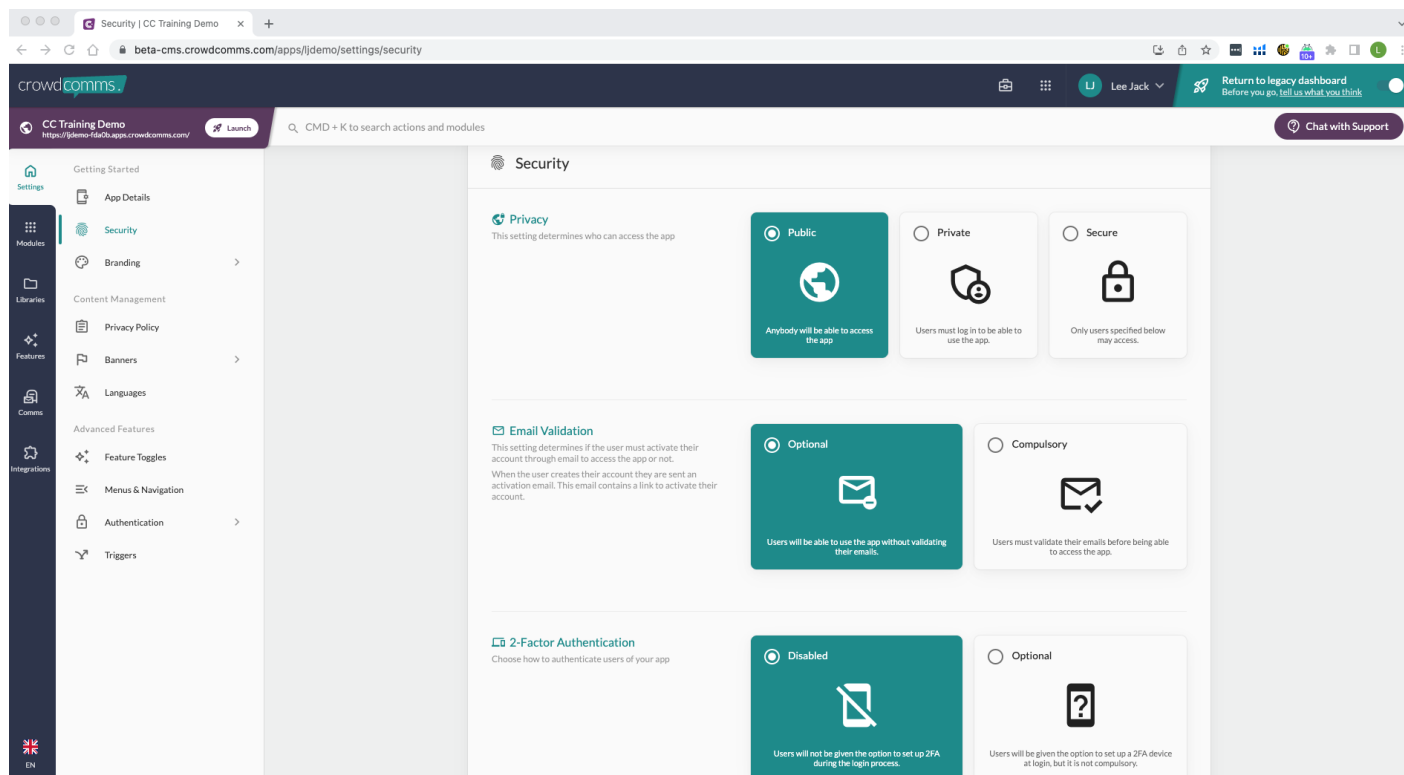 Security | CC Training Demo
beta-cms.crowdcomms.com/apps/ljdemo/settings/security
10+
L
crowdcomms.
LJ
Lee Jack
Return to legacy dashboard
Before you go, tell us what you think
CC Training Demo
https://ljdemo-fda0b.apps.crowdcomms.com/
Launch
CMD + K to search actions and modules
Chat with Support
Settings
Modules
Libraries
Features
Comms
Integrations
EN
Getting Started
App Details
Security
Branding
Content Management
Privacy Policy
Banners
Languages
Advanced Features
Feature Toggles
Menus & Navigation
Authentication
Triggers
Security
Privacy
This setting determines who can access the app
Public
Anybody will be able to access
the app
Private
Users must log in to be able to
use the app.
Secure
Only users specified below
may access.
Email Validation
This setting determines if the user must activate their
account through email to access the app or not.
When the user creates their account they are sent an
activation email. This email contains a link to activate their
account.
Optional
Users will be able to use the app without validating
their emails.
Compulsory
Users must validate their emails before being able
to access the app.
2-Factor Authentication
Choose how to authenticate users of your app
Disabled
Users will not be given the option to set up 2FA
during the login process.
Optional
Users will be given the option to set up a 2FA device
at login, but it is not compulsory.